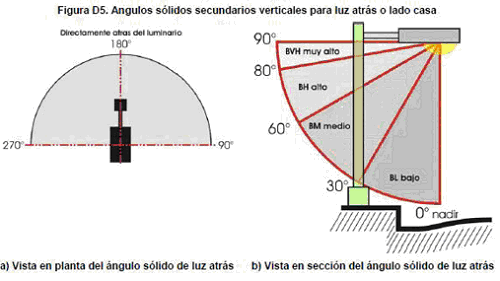 Figura D5. Angulos sólidos secundarios verticales para luz atrás o lado casa
Directamente atras del luminario
180°
270°
90°
90°
BVH muy alto
80°
BH alto
60°
BM medio
30°
BL bajo
0° nadir
a) Vista en planta del ángulo sólido de luz atrás
b) Vista en sección del ángulo sólido de luz atrás